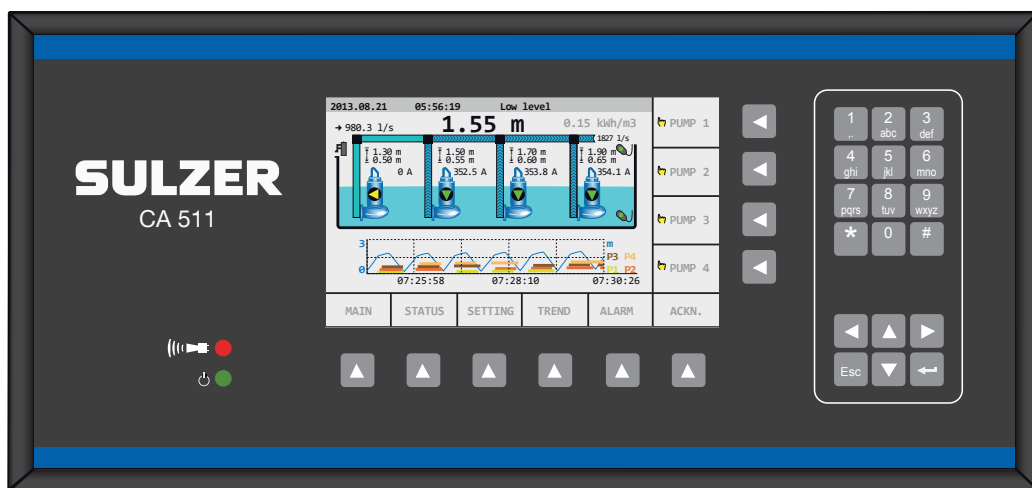 SULZER
CA 511
2013.08.21 05:56:19 Low level
→ 980.3 l/s 1.55 m 0.15 kWh/m3
1827 l/s
1.30 m 1.50 m 1.70 m 1.90 m
0.50 m 0.55 m 0.60 m 0.65 m
0 A 352.5 A 353.8 A 354.1 A
3 m
P3 P4
0 P1 P2
07:25:58 07:28:10 07:30:26
PUMP 1
PUMP 2
PUMP 3
PUMP 4
MAIN STATUS SETTING TREND ALARM ACKN.
1 2 3
,. abc def
4 5 6
ghi jkl mno
7 8 9
pqrs tuv wxyz
* 0 #
Esc